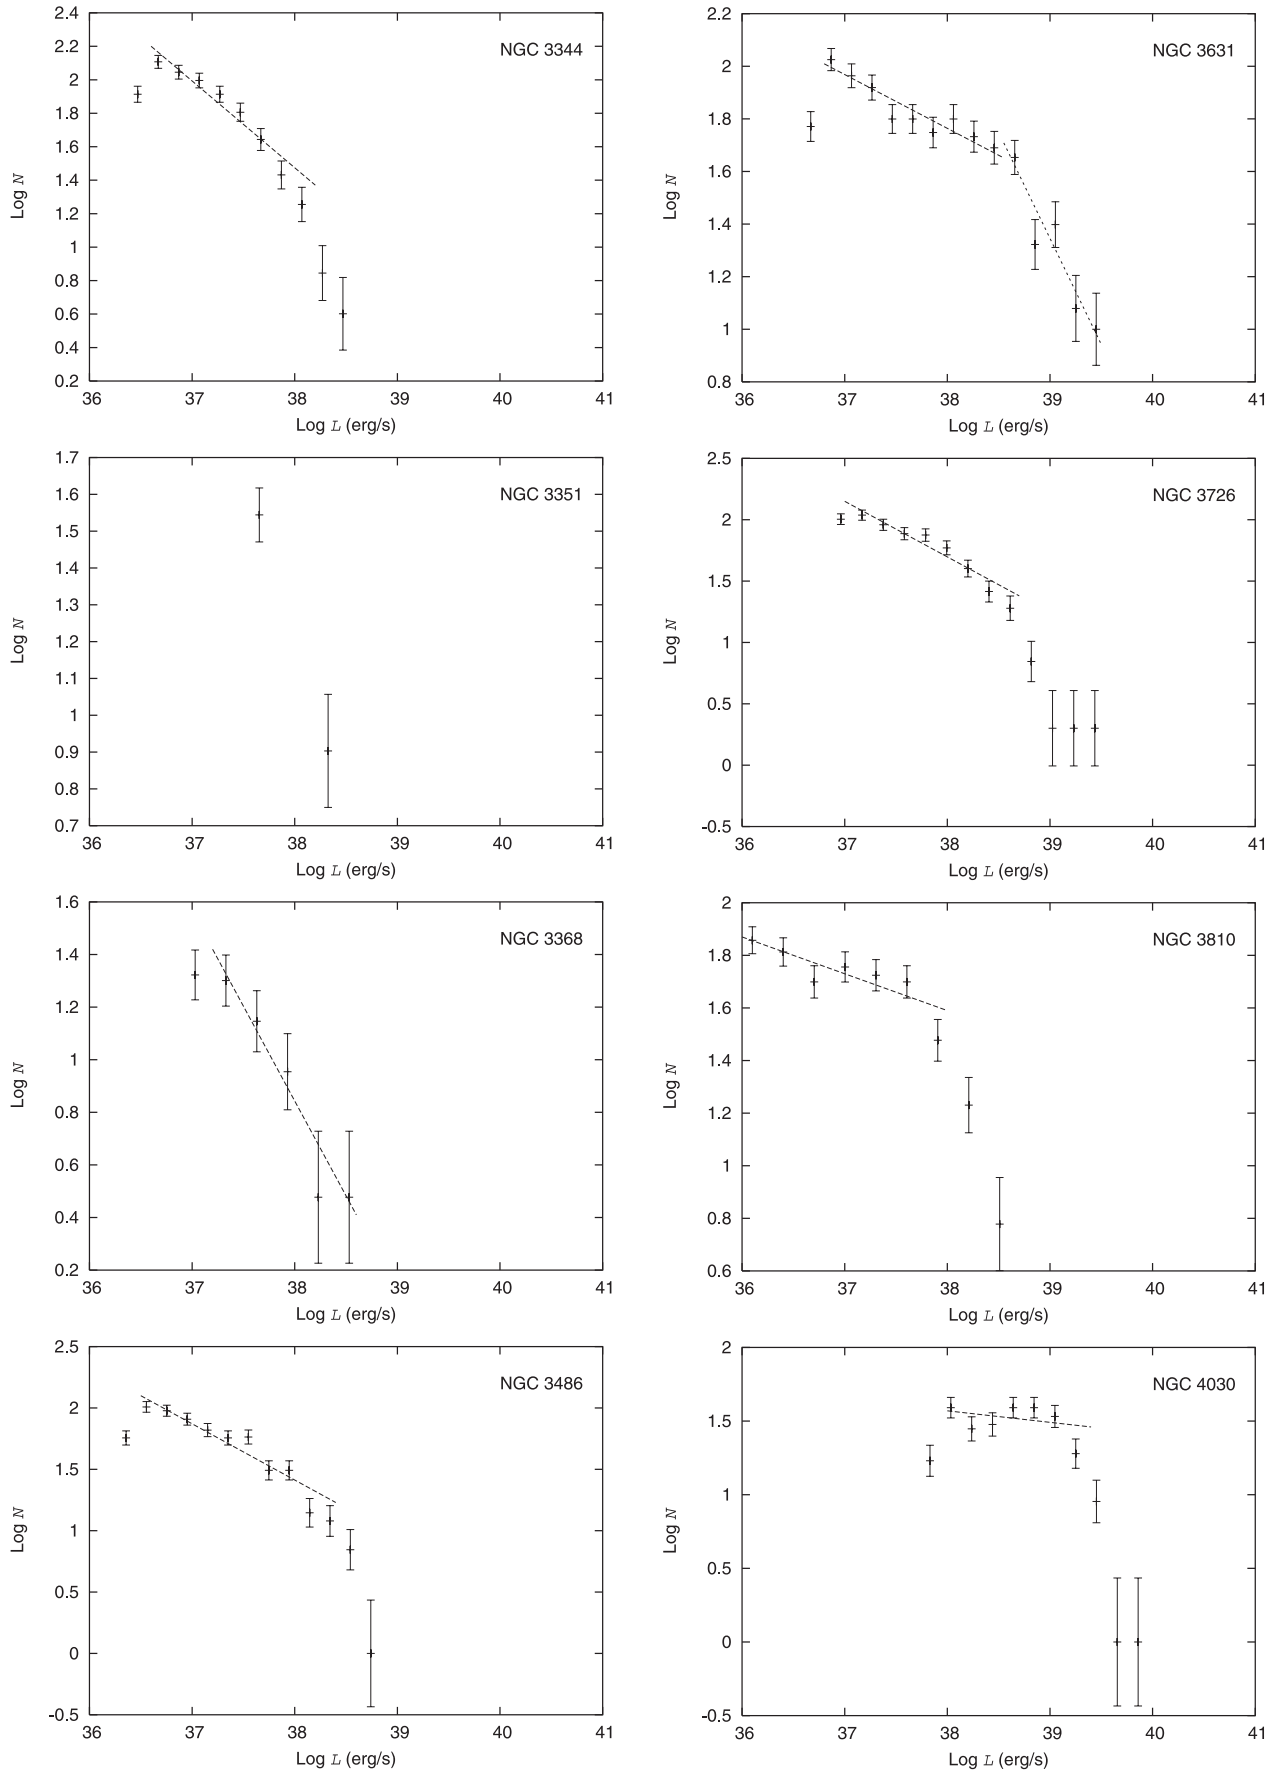 2.4
2.2
2
1.8
1.6
1.4
1.2
1
0.8
0.6
0.4
0.2
Log N
NGC 3344
36 37 38 39 40 41
Log L (erg/s)
2.2
2
1.8
1.6
1.4
1.2
1
0.8
Log N
NGC 3631
36 37 38 39 40 41
Log L (erg/s)
1.7
1.6
1.5
1.4
1.3
1.2
1.1
1
0.9
0.8
0.7
Log N
NGC 3351
36 37 38 39 40 41
Log L (erg/s)
2.5
2
1.5
1
0.5
0
-0.5
Log N
NGC 3726
36 37 38 39 40 41
Log L (erg/s)
1.6
1.4
1.2
1
0.8
0.6
0.4
0.2
Log N
NGC 3368
36 37 38 39 40 41
Log L (erg/s)
2
1.8
1.6
1.4
1.2
1
0.8
0.6
Log N
NGC 3810
36 37 38 39 40 41
Log L (erg/s)
2.5
2
1.5
1
0.5
0
-0.5
Log N
NGC 3486
36 37 38 39 40 41
Log L (erg/s)
2
1.5
1
0.5
0
-0.5
Log N
NGC 4030
36 37 38 39 40 41
Log L (erg/s)